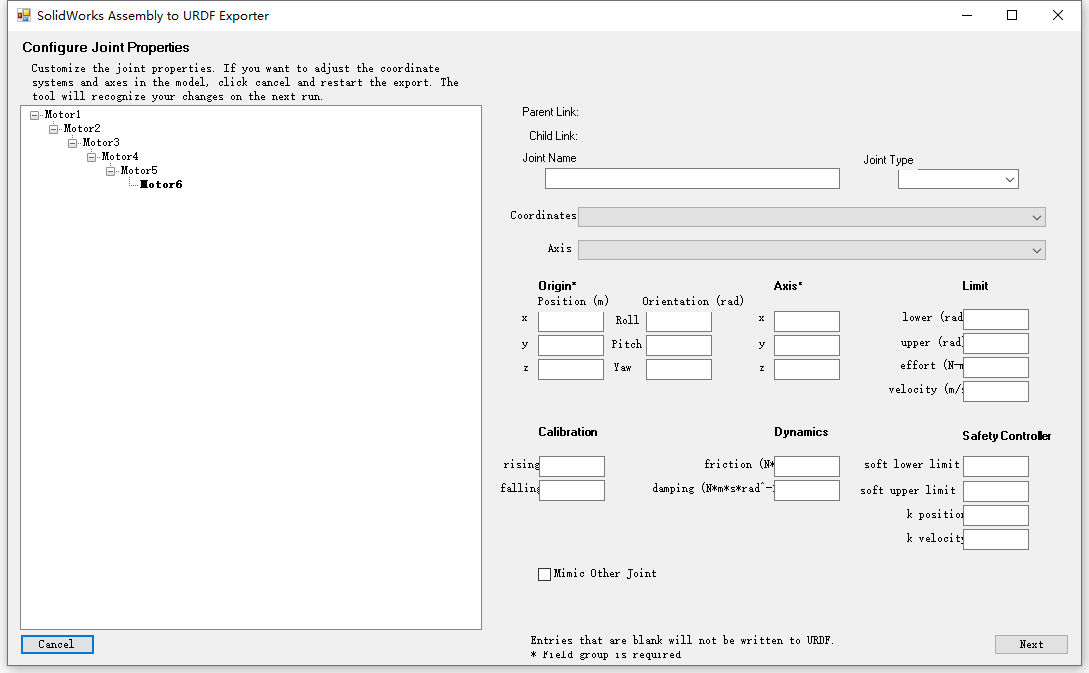 SolidWorks Assembly to URDF Exporter
Configure Joint Properties
Customize the joint properties. If you want to adjust the coordinate
systems and axes in the model, click cancel and restart the export. The
tool will recognize your changes on the next run.
Motor1
Motor2
Motor3
Motor4
Motor5
Motor6
Parent Link:
Child Link:
Joint Name
Joint Type
Coordinates
Axis
Origin*
Position (m)
Orientation (rad)
x
Roll
y
Pitch
z
Yaw
Axis*
x
y
z
Limit
lower (rad
upper (rad)
effort (N-m
velocity (m/s
Calibration
rising
falling
Dynamics
friction (N*
damping (N*m*s*rad^-
Safety Controller
soft lower limit
soft upper limit
k position
k velocity
Mimic Other Joint
Entries that are blank will not be written to URDF.
* Field group is required
Cancel
Next